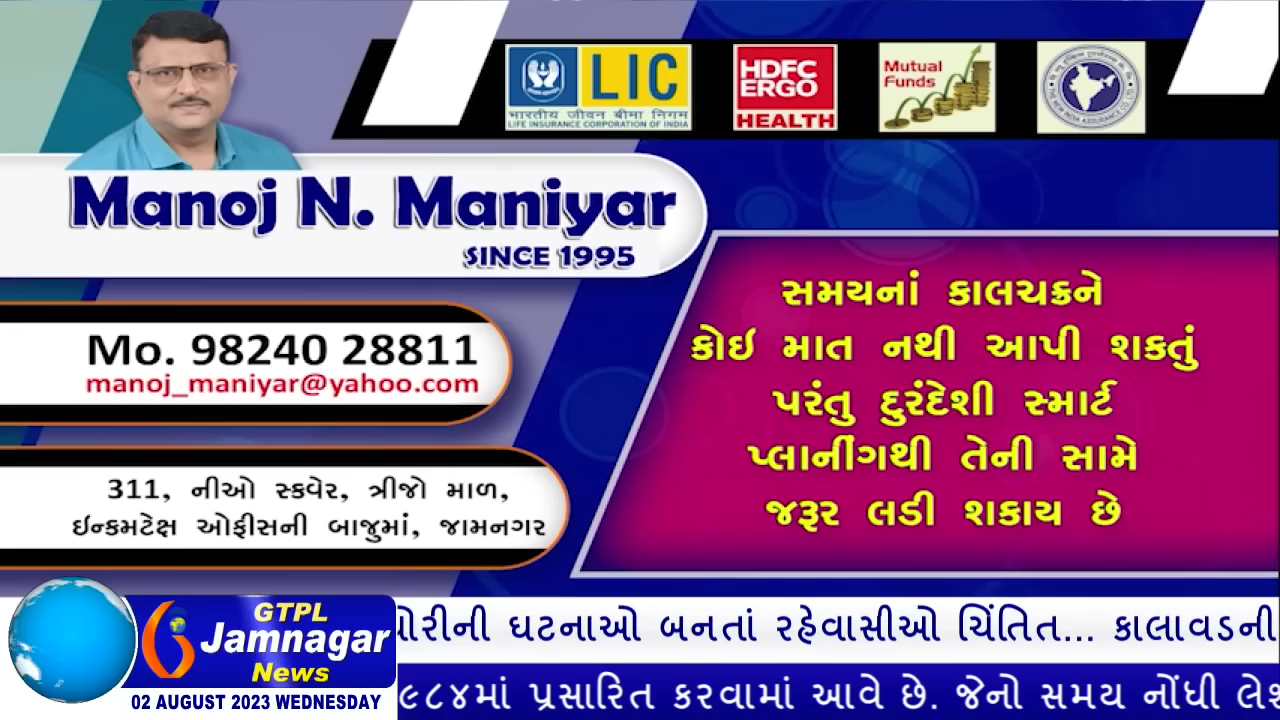 LIC
भारतीय जीवन बीमा निगम
LIFE INSURANCE CORPORATION OF INDIA
HDFC
ERGO
HEALTH
Mutual
Funds
Manoj N. Maniyar
SINCE 1995
Mo. 98240 28811
manoj_maniyar@yahoo.com
311, નીઓ સ્કવેર, ત્રીજો માળ,
ઇન્કમટેક્ષ ઓફીસની બાજુમાં, જામનગર
સમયનાં કાલચક્રને
કોઇ માત નથી આપી શકતું
પરંતુ દુરંદેશી સ્માર્ટ
પ્લાનીંગથી તેની સામે
જરૂર લડી શકાય છે
GTPL
Jamnagar
News
02 AUGUST 2023 WEDNESDAY
ઘટનાઓ બનતાં રહેવાસીઓ ચિંતિત... કાલાવડની
૯૮૪માં પ્રસારિત કરવામાં આવે છે. જેનો સમય નોંધી લેશ